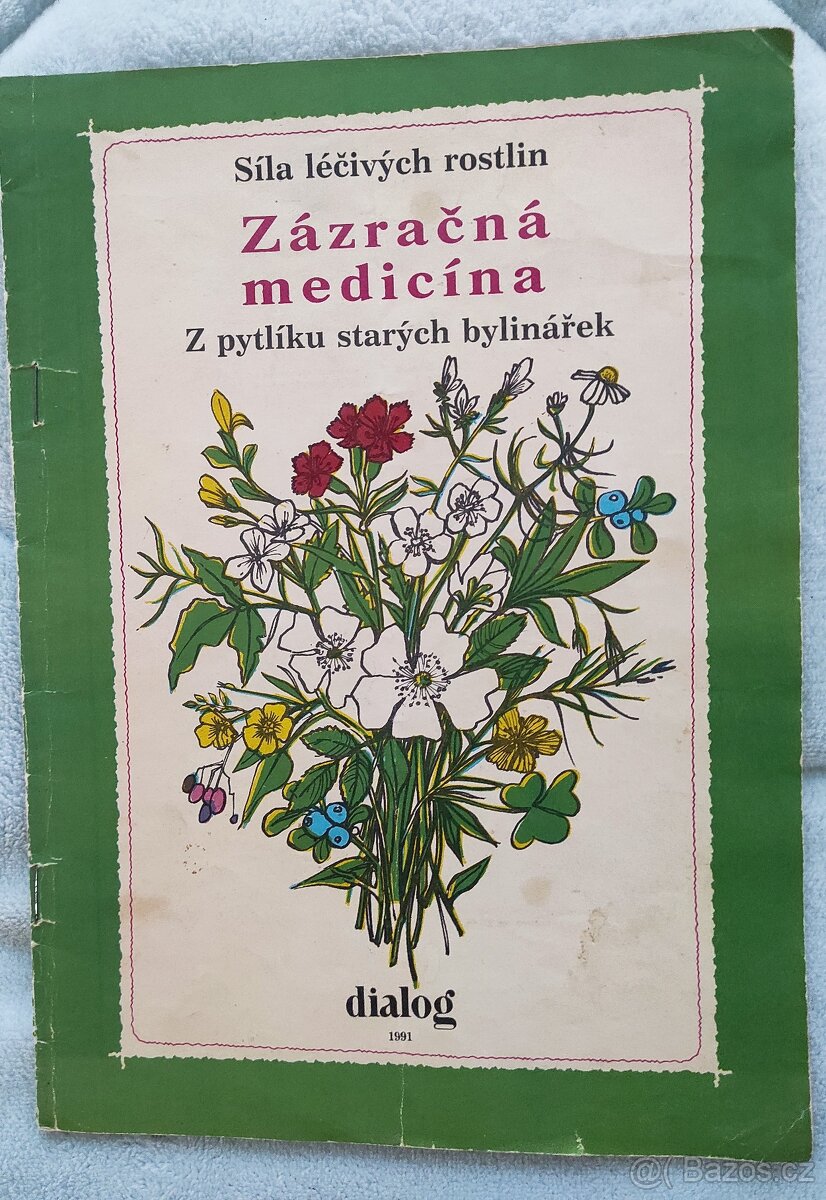 Síla léčivých rostlin
Zázračná
medicína
Z pytlíku starých bylinářek
dialog
1991
@( Bazos.cz